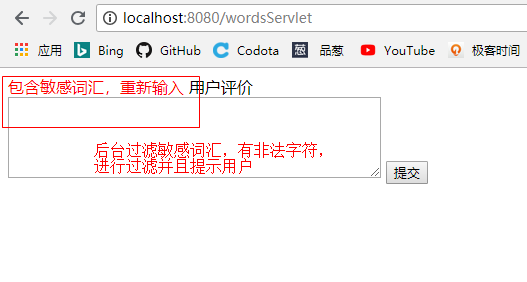 localhost:8080/wordsServlet
应用 Bing GitHub Codota 品葱 YouTube 极客时间
包含敏感词汇，重新输入 用户评价
后台过滤敏感词汇，有非法字符，
进行过滤并且提示用户
提交